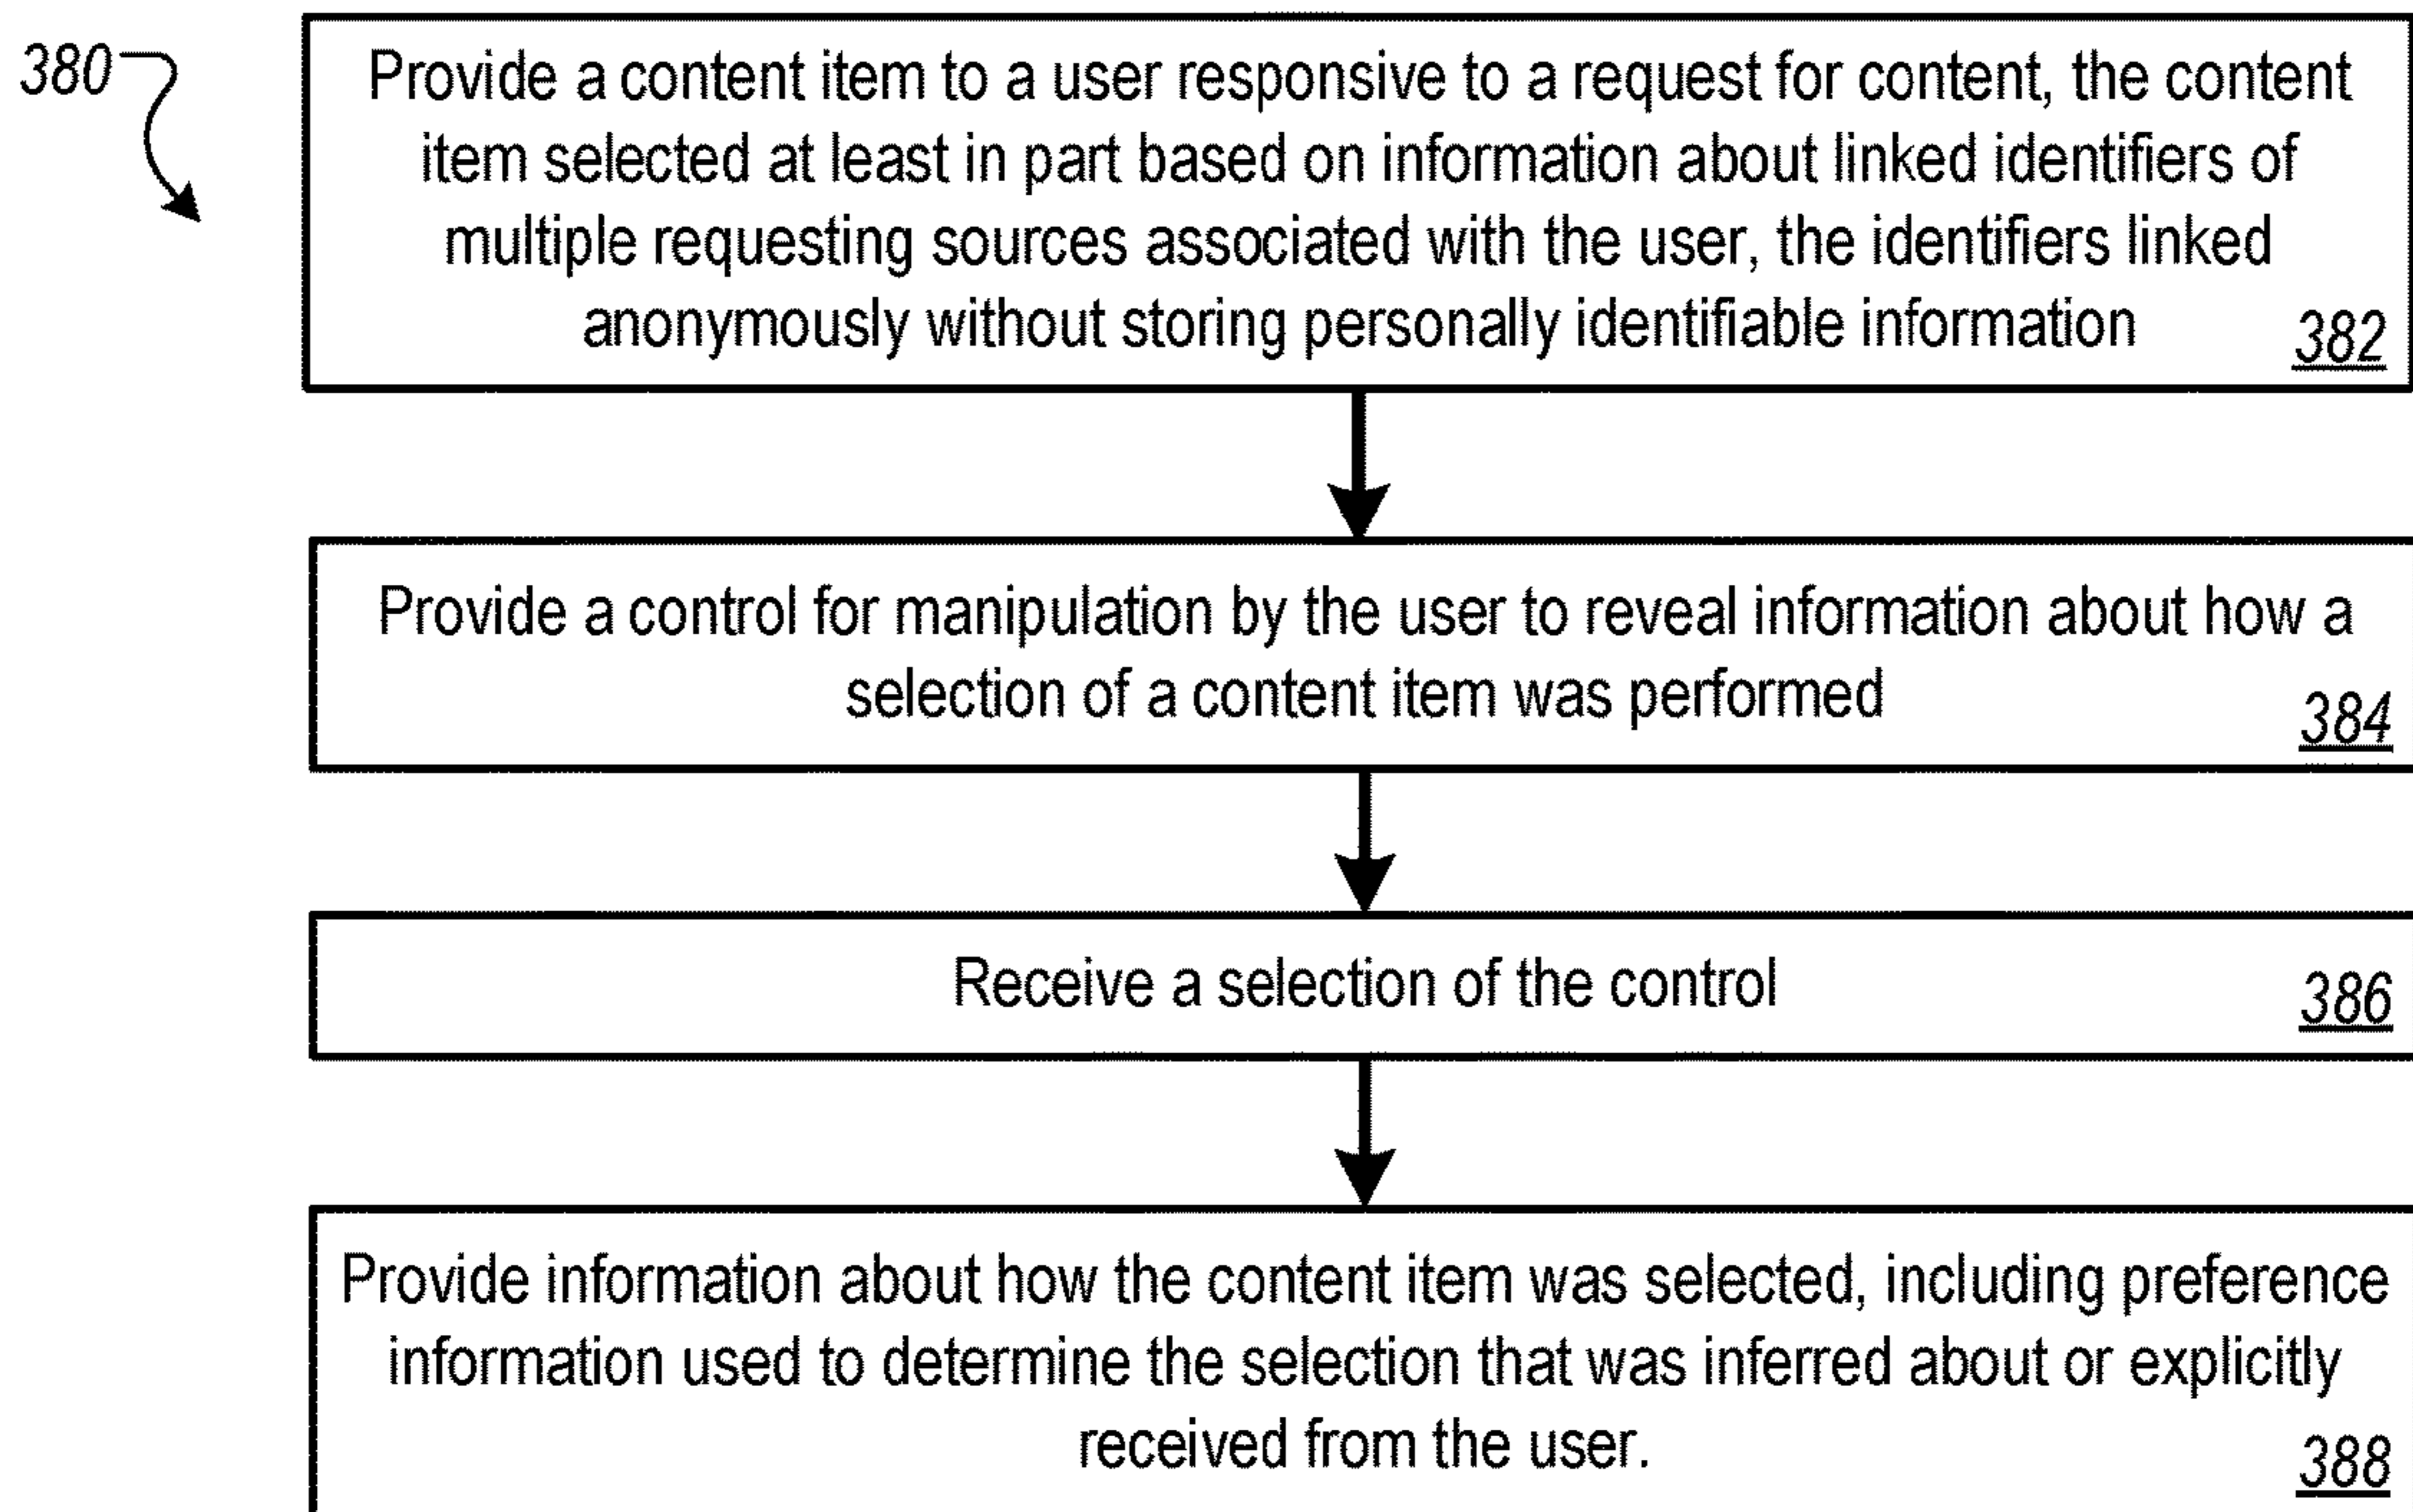 380
Provide a content item to a user responsive to a request for content, the content
item selected at least in part based on information about linked identifiers of
multiple requesting sources associated with the user, the identifiers linked
anonymously without storing personally identifiable information
382
Provide a control for manipulation by the user to reveal information about how a
selection of a content item was performed
384
Receive a selection of the control
386
Provide information about how the content item was selected, including preference
information used to determine the selection that was inferred about or explicitly
received from the user.
388